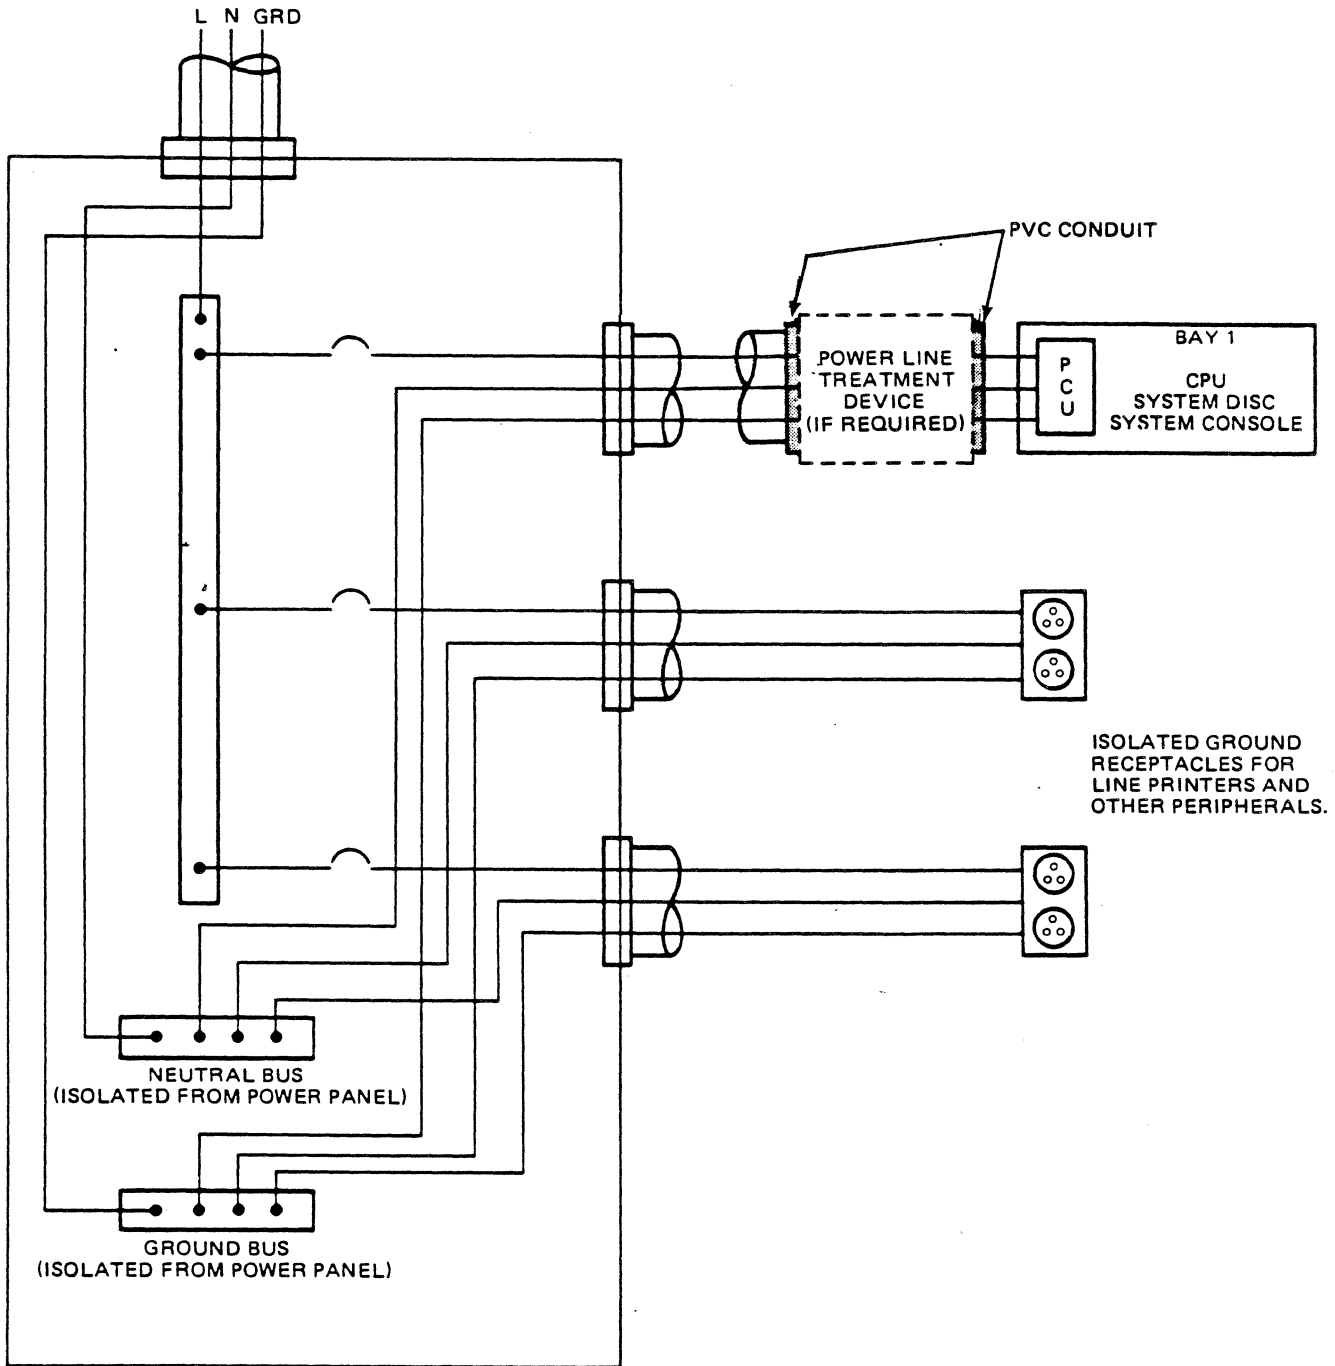 L N GRD
PVC CONDUIT
POWER LINE
TREATMENT
DEVICE
(IF REQUIRED)
P
C
U
BAY 1
CPU
SYSTEM DISC
SYSTEM CONSOLE
ISOLATED GROUND
RECEPTACLES FOR
LINE PRINTERS AND
OTHER PERIPHERALS.
NEUTRAL BUS
(ISOLATED FROM POWER PANEL)
GROUND BUS
(ISOLATED FROM POWER PANEL)